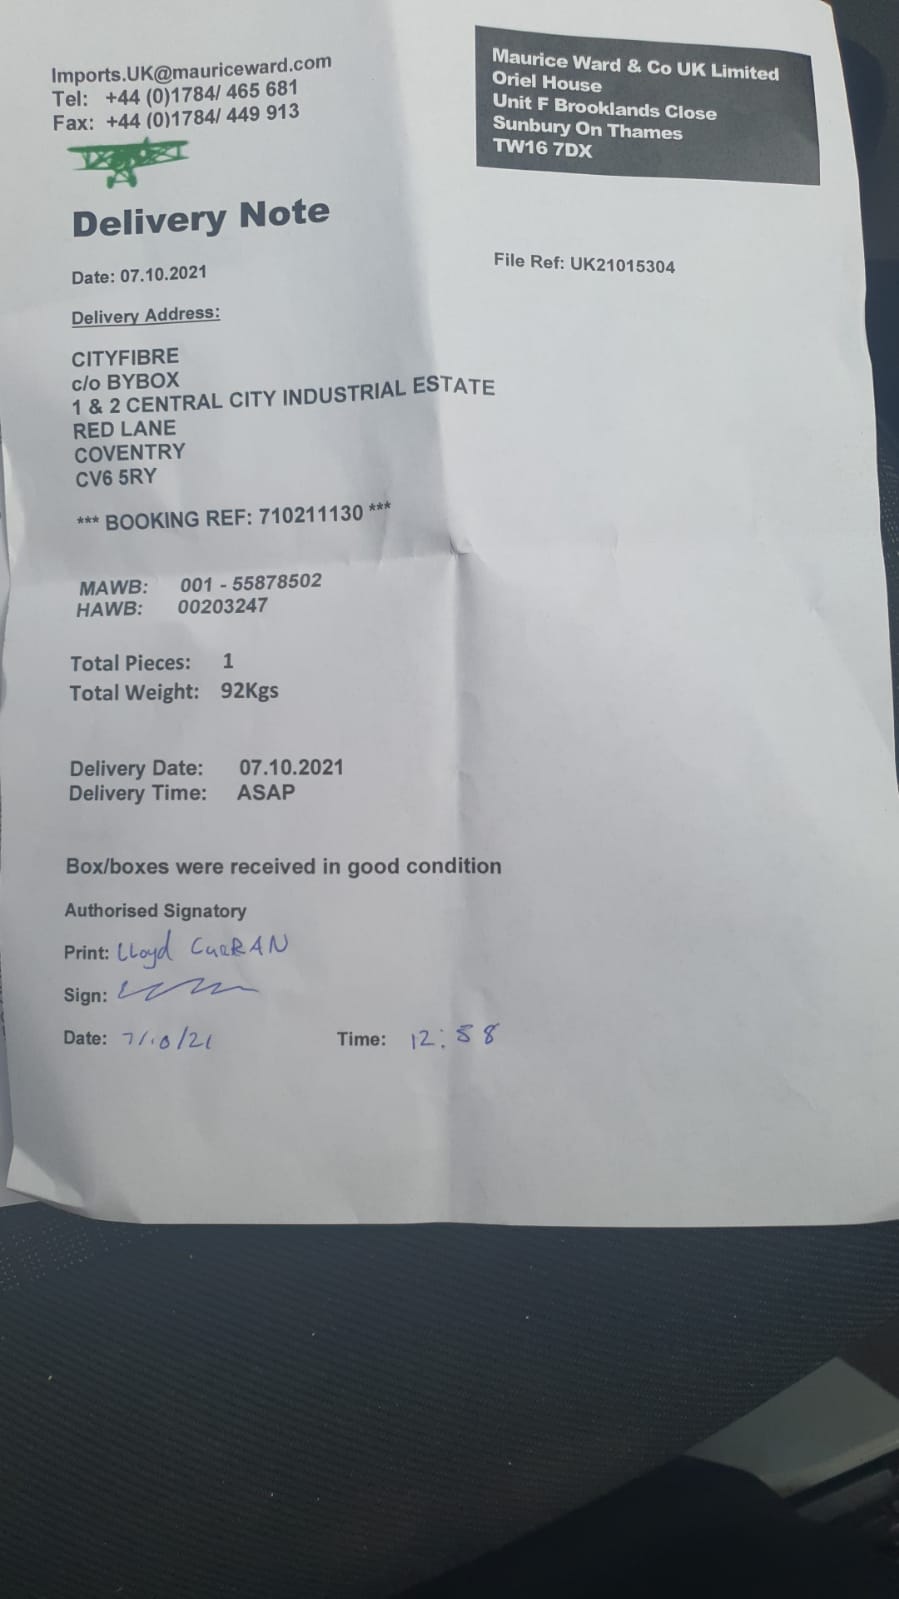 Imports.UK@mauriceward.com
Tel: +44 (0)1784/ 465 681
Fax: +44 (0)1784/ 449 913
Maurice Ward & Co UK Limited
Oriel House
Unit F Brooklands Close
Sunbury On Thames
TW16 7DX
Delivery Note
Date: 07.10.2021
File Ref: UK21015304
Delivery Address:
CITYFIBRE
c/o BYBOX
1 & 2 CENTRAL CITY INDUSTRIAL ESTATE
RED LANE
COVENTRY
CV6 5RY
*** BOOKING REF: 710211130 ***
MAWB: 001 - 55878502
HAWB: 00203247
Total Pieces: 1
Total Weight: 92Kgs
Delivery Date: 07.10.2021
Delivery Time: ASAP
Box/boxes were received in good condition
Authorised Signatory
Print: Lloyd CURRAN
Sign:
Date: 7/10/21 Time: 12:58